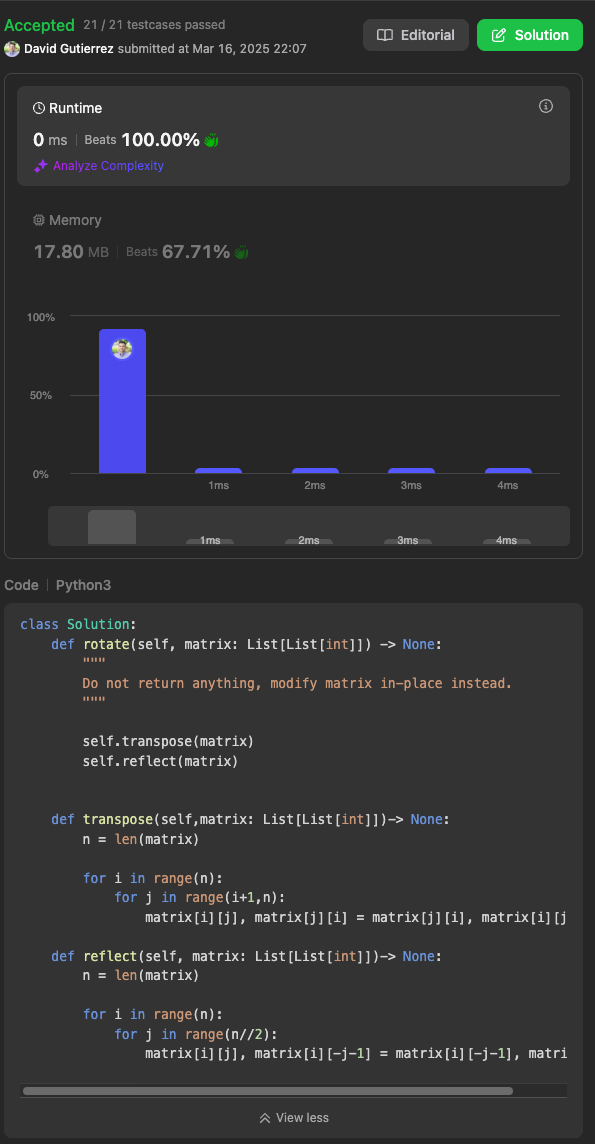 Accepted 21 / 21 testcases passed
David Gutierrez submitted at Mar 16, 2025 22:07
Editorial
Solution
Runtime
0 ms | Beats 100.00%
Analyze Complexity
Memory
17.80 MB | Beats 67.71%
100%
50%
0%
1ms 2ms 3ms 4ms
1ms 2ms 3ms 4ms
Code | Python3
class Solution:
    def rotate(self, matrix: List[List[int]]) -> None:
        """
        Do not return anything, modify matrix in-place instead.
        """
        self.transpose(matrix)
        self.reflect(matrix)
    def transpose(self,matrix: List[List[int]])-> None:
        n = len(matrix)
        for i in range(n):
            for j in range(i+1,n):
                matrix[i][j], matrix[j][i] = matrix[j][i], matrix[i][j
    def reflect(self, matrix: List[List[int]])-> None:
        n = len(matrix)
        for i in range(n):
            for j in range(n//2):
                matrix[i][j], matrix[i][-j-1] = matrix[i][-j-1], matri
View less